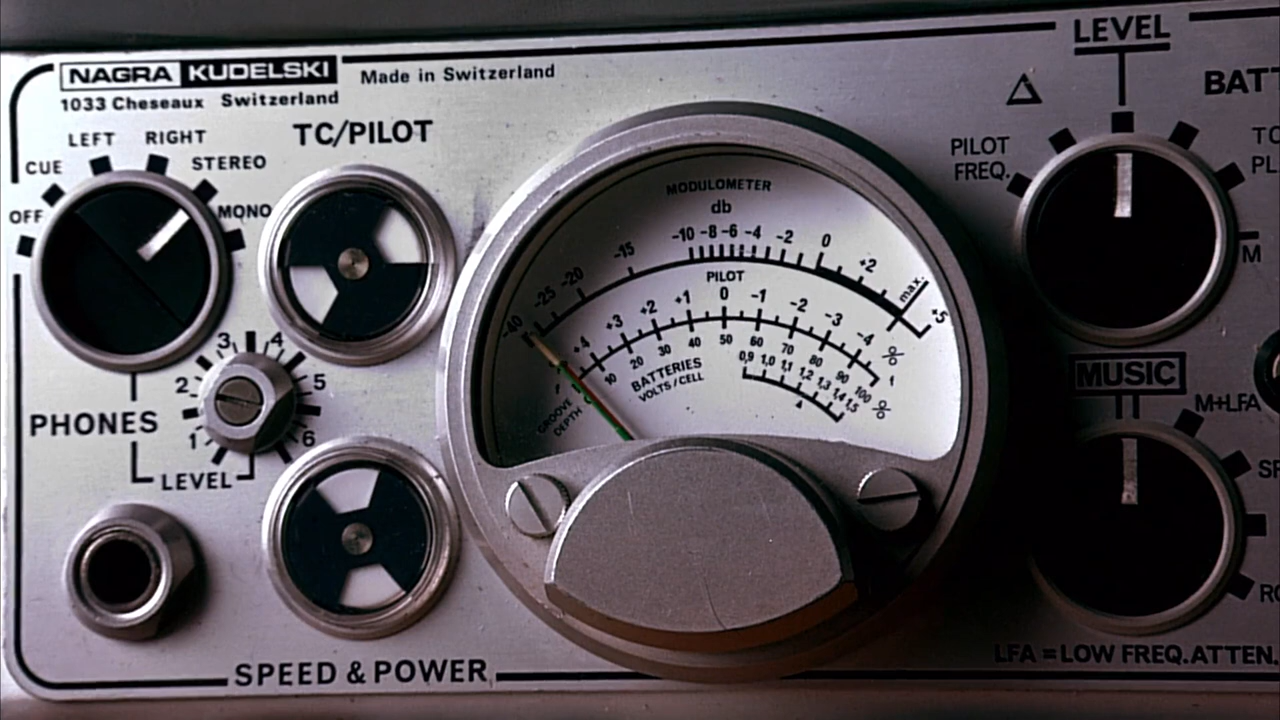 NAGRA KUDELSKI Made in Switzerland
1033 Cheseaux Switzerland
LEFT RIGHT
CUE STEREO
OFF MONO
TC/PILOT
3 4
2 5
1 6
PHONES
LEVEL
SPEED & POWER
MODULOMETER
db
-40 -25 -20 -15 -10 -8 -6 -4 -2 0 +2 max. +5
PILOT
+4 +3 +2 +1 0 -1 -2 -3 -4 %
10 20 30 40 50 60 70 80 90 100 %
BATTERIES
VOLTS/CELL
0,9 1,0 1,1 1,2 1,3 1,4 1,5
GROOVE
DEPTH
LEVEL
BATT
PILOT
FREQ.
M
MUSIC
M+LFA
LFA = LOW FREQ. ATTEN.